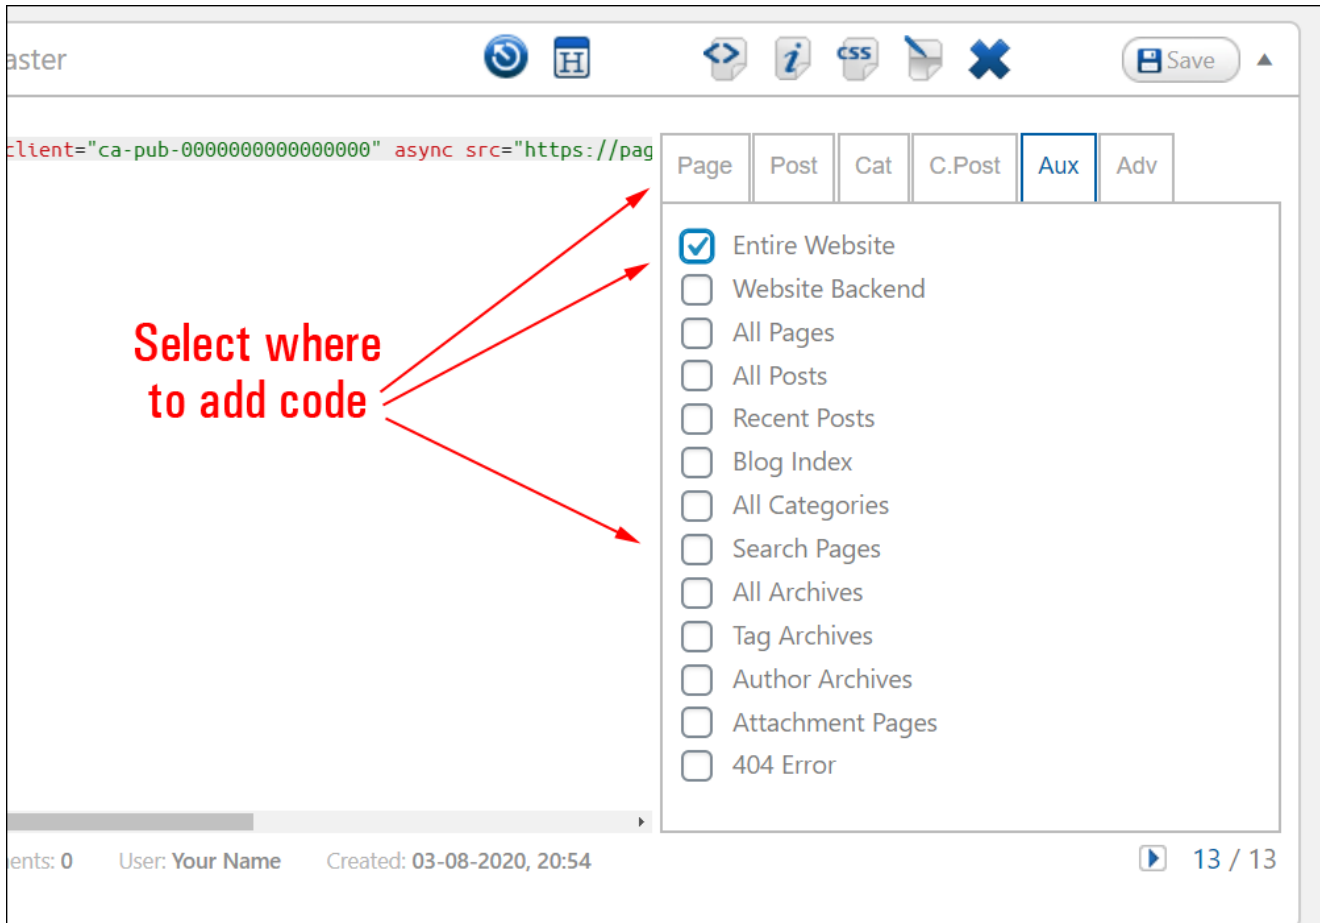 aster
H
<>
i
css
Save
client="ca-pub-0000000000000000" async src="https://pag
Page
Post
Cat
C.Post
Aux
Adv
Entire Website
Website Backend
All Pages
All Posts
Recent Posts
Blog Index
All Categories
Search Pages
All Archives
Tag Archives
Author Archives
Attachment Pages
404 Error
Select where
to add code
ents: 0
User: Your Name
Created: 03-08-2020, 20:54
13 / 13